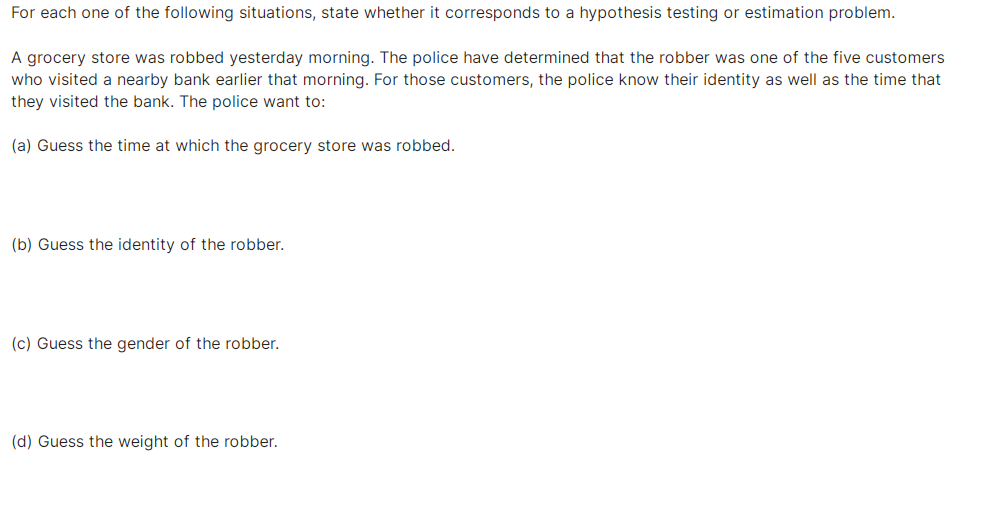 For each one of the following situations, state whether it corresponds to a hypothesis testing or estimation problem.
A grocery store was robbed yesterday morning. The police have determined that the robber was one of the five customers
who visited a nearby bank earlier that morning. For those customers, the police know their identity as well as the time that
they visited the bank. The police want to:
(a) Guess the time at which the grocery store was robbed.
(b) Guess the identity of the robber.
(c) Guess the gender of the robber.
(d) Guess the weight of the robber.